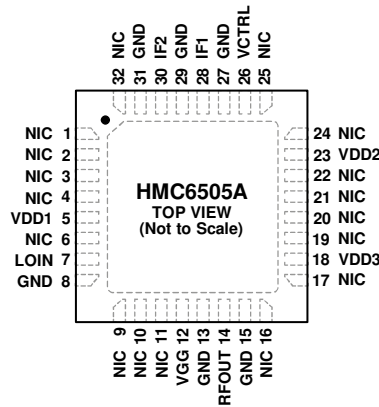 32 NIC
31 GND
30 IF2
29 GND
28 IF1
27 GND
26 VCTRL
25 NIC
NIC 1
NIC 2
NIC 3
NIC 4
VDD1 5
NIC 6
LOIN 7
GND 8
HMC6505A
TOP VIEW
(Not to Scale)
24 NIC
23 VDD2
22 NIC
21 NIC
20 NIC
19 NIC
18 VDD3
17 NIC
NIC 9
NIC 10
NIC 11
VGG 12
GND 13
RFOUT 14
GND 15
NIC 16